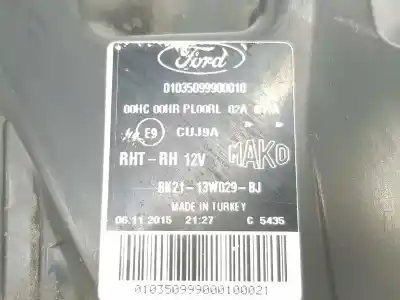 Ford
01035099900010
00HC 00HR PL00RL 02A
E9 CUJ9A
RHT-RH 12V MAKO
BK21-13WD29-BJ
MADE IN TURKEY
06.11.2015 21:27 C 5435
010350999000100021